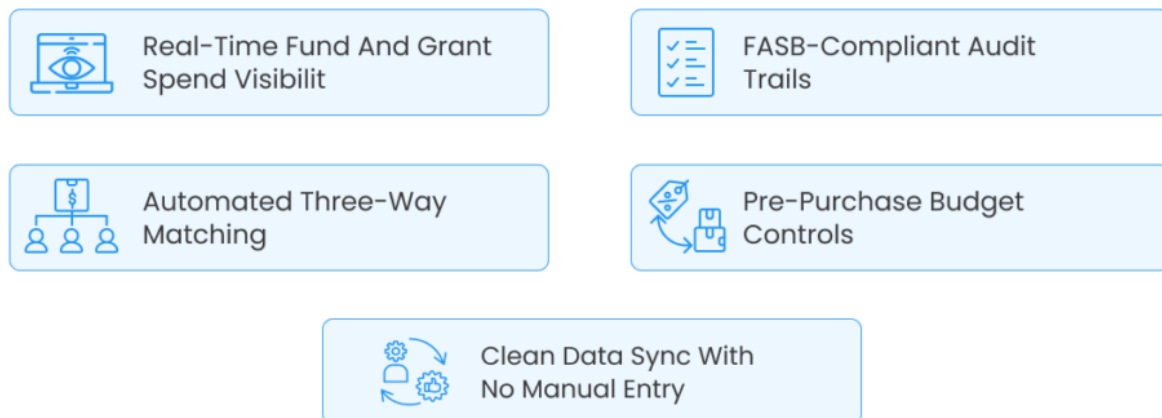 Real-Time Fund And Grant
Spend Visibilit
FASB-Compliant Audit
Trails
Automated Three-Way
Matching
Pre-Purchase Budget
Controls
Clean Data Sync With
No Manual Entry